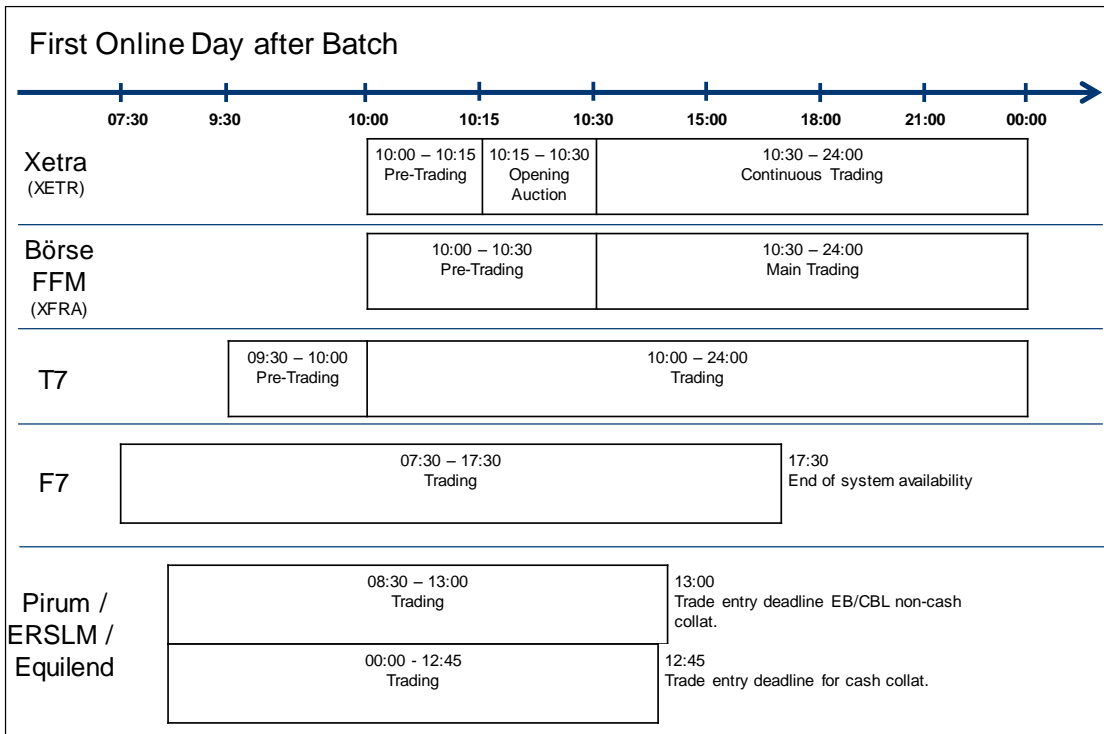 First Online Day after Batch
07:30 9:30 10:00 10:15 10:30 15:00 18:00 21:00 00:00
Xetra
(XETR)
10:00 – 10:15
Pre-Trading
10:15 – 10:30
Opening
Auction
10:30 – 24:00
Continuous Trading
Börse
FFM
(XFRA)
10:00 – 10:30
Pre-Trading
10:30 – 24:00
Main Trading
T7
09:30 – 10:00
Pre-Trading
10:00 – 24:00
Trading
F7
07:30 – 17:30
Trading
17:30
End of system availability
Pirum /
ERSLM /
Equilend
08:30 – 13:00
Trading
13:00
Trade entry deadline EB/CBL non-cash
collat.
00:00 - 12:45
Trading
12:45
Trade entry deadline for cash collat.